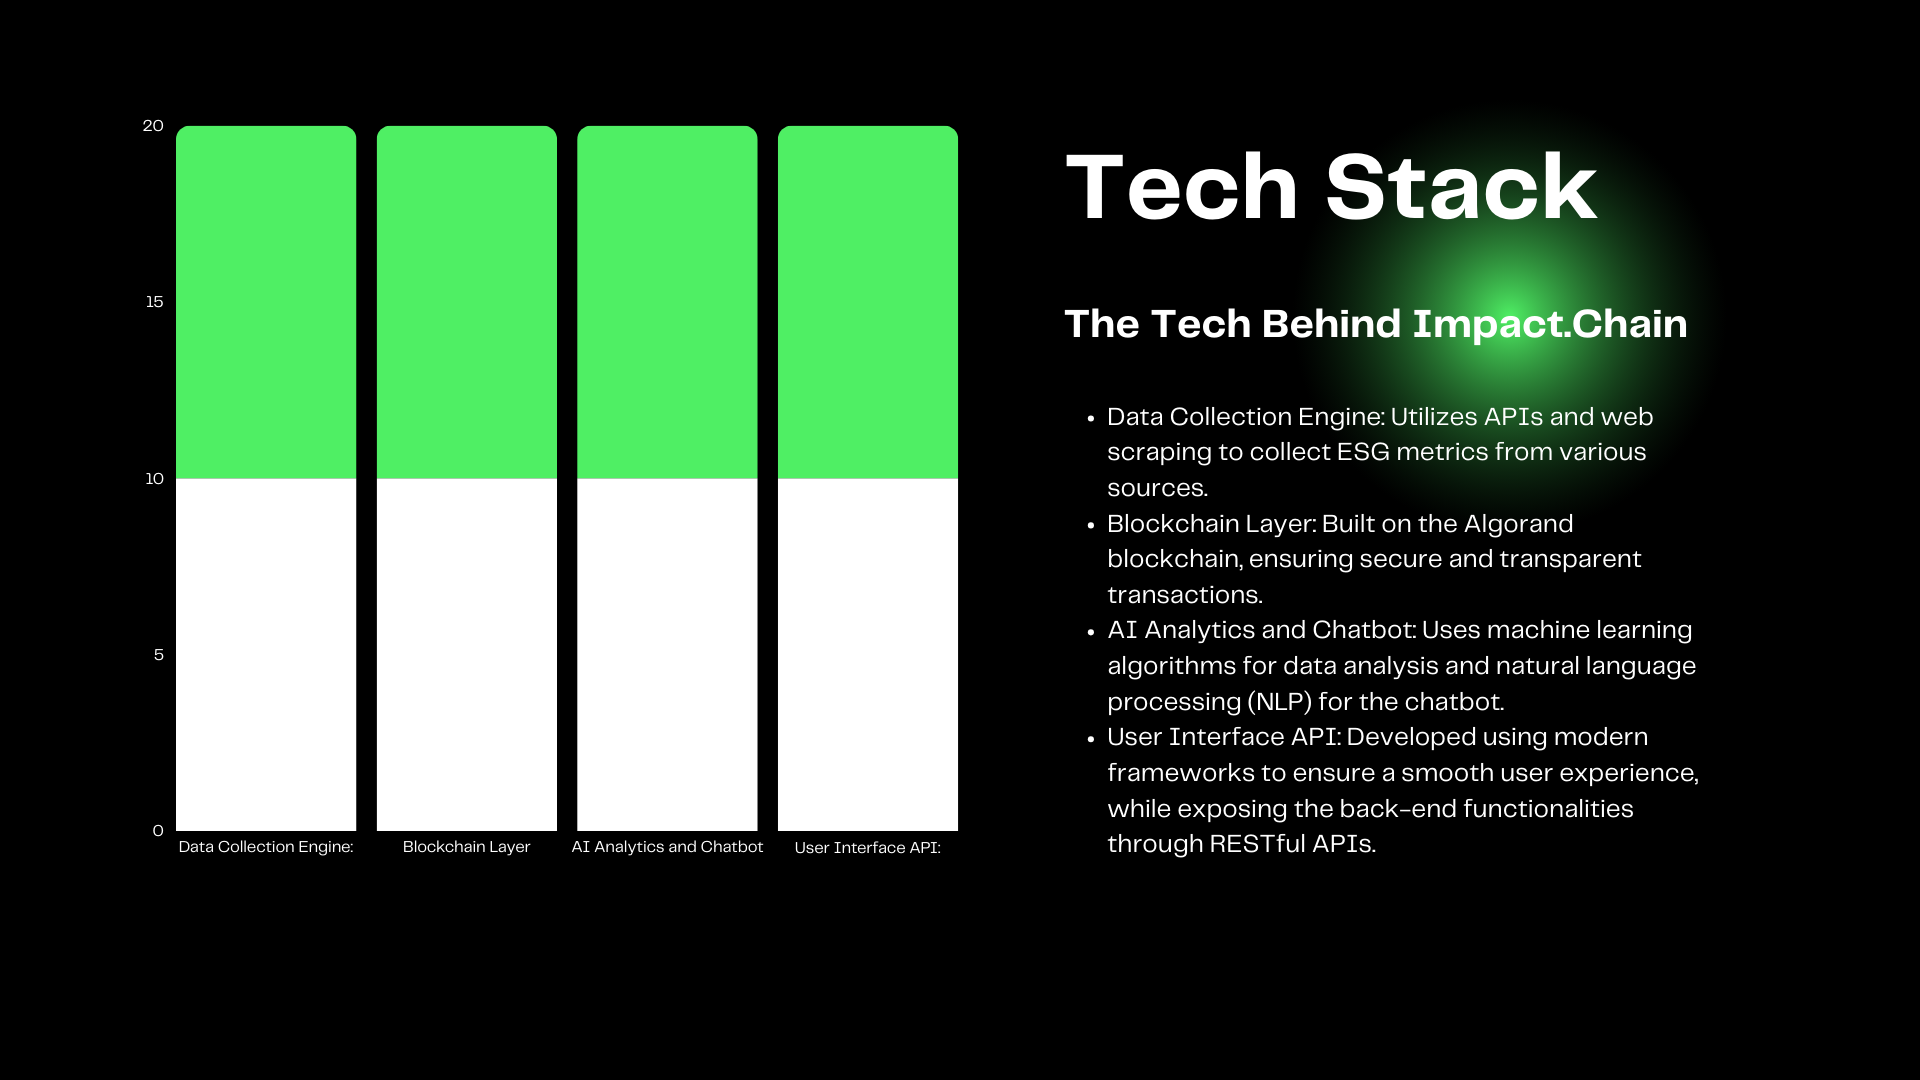 20
15
10
5
0
Data Collection Engine:
Blockchain Layer
AI Analytics and Chatbot
User Interface API:
Tech Stack
The Tech Behind Impact.Chain
• Data Collection Engine: Utilizes APIs and web
scraping to collect ESG metrics from various
sources.
• Blockchain Layer: Built on the Algorand
blockchain, ensuring secure and transparent
transactions.
• AI Analytics and Chatbot: Uses machine learning
algorithms for data analysis and natural language
processing (NLP) for the chatbot.
• User Interface API: Developed using modern
frameworks to ensure a smooth user experience,
while exposing the back-end functionalities
through RESTful APIs.